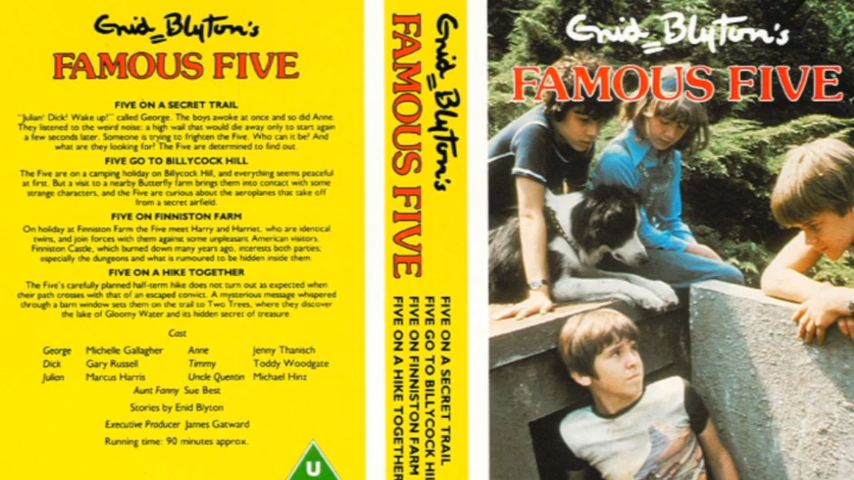 Enid Blyton's
FAMOUS FIVE
FIVE ON A SECRET TRAIL
"Julian! Dick! Wake up!" called George. The boys awoke at once and so did Anne.
They listened to the weird noise: a high wail that would die away only to start again
a few seconds later. Someone is trying to frighten the Five. Who can it be? And
what are they looking for? The Five are determined to find out.
FIVE GO TO BILLYCOCK HILL
The Five are on a camping holiday on Billycock Hill, and everything seems peaceful
at first. But a visit to a nearby Butterfly farm brings them into contact with some
strange characters, and the Five are curious about the aeroplanes that take off
from a secret airfield.
FIVE ON FINNISTON FARM
On holiday at Finniston Farm the Five meet Harry and Harriet, who are identical
twins, and join forces with them against some unpleasant American visitors.
Finniston Castle, which burned down many years ago, interests both parties,
especially the dungeons and what is rumoured to be hidden inside them.
FIVE ON A HIKE TOGETHER
The Five's carefully planned half-term hike does not turn out as expected when
their path crosses with that of an escaped convict. A mysterious message whispered
through a barn window sets them on the trail to Two Trees, where they discover
the lake of Gloomy Water and its hidden secret of treasure.
Cast
George Michelle Gallagher Anne Jenny Thanisch
Dick Gary Russell Timmy Toddy Woodgate
Julian Marcus Harris Uncle Quentin Michael Hinz
Aunt Fanny Sue Best
Stories by Enid Blyton
Executive Producer James Gatward
Running time: 90 minutes approx.
U
Enid Blyton's
FAMOUS FIVE
FIVE ON A SECRET TRAIL
FIVE GO TO BILLYCOCK HIL
FIVE ON FINNISTON FARM
FIVE ON A HIKE TOGETHER
Enid Blyton's
FAMOUS FIVE